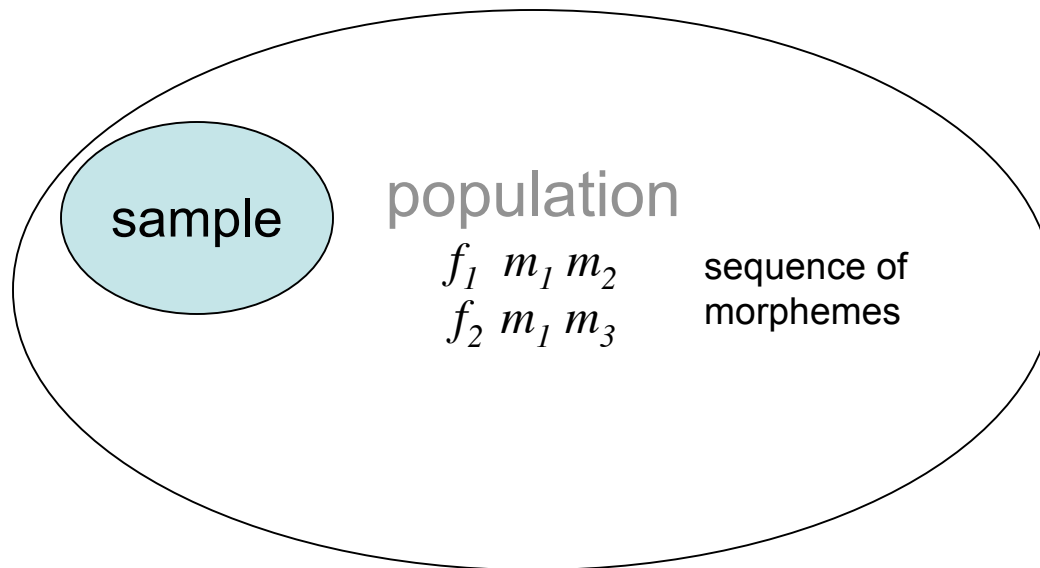 sample
population
f₁ m₁ m₂
f₂ m₁ m₃
sequence of
morphemes